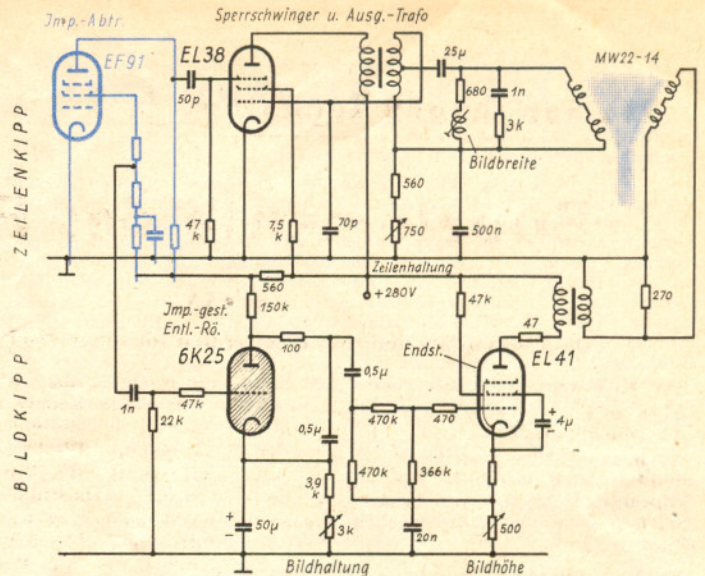 Sperrschwinger u. Ausg.-Trafo
Jmp.-Abtr.
EF91
EL38
50p
25µ
MW22-14
680
1n
3k
Bildbreite
ZEILENKIPP
47
k
7,5
k
70p
560
750
500n
Zeilenhaltung
560
+280V
150k
47k
47
270
Jmp.-gest.
Entl.-Rö.
6K25
100
0,5µ
Endst.
EL41
BILDKIPP
1n
47k
22k
0,5µ
470k
470
4µ
+
-
470k
366k
3,9
k
+
-
50µ
3k
20n
500
Bildhaltung
Bildhöhe